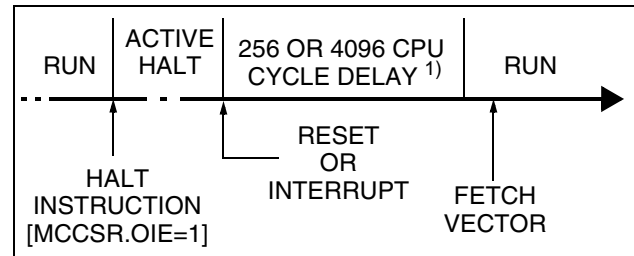 RUN
ACTIVE
HALT
256 OR 4096 CPU
CYCLE DELAY 1)
RUN
HALT
INSTRUCTION
[MCCSR.OIE=1]
RESET
OR
INTERRUPT
FETCH
VECTOR